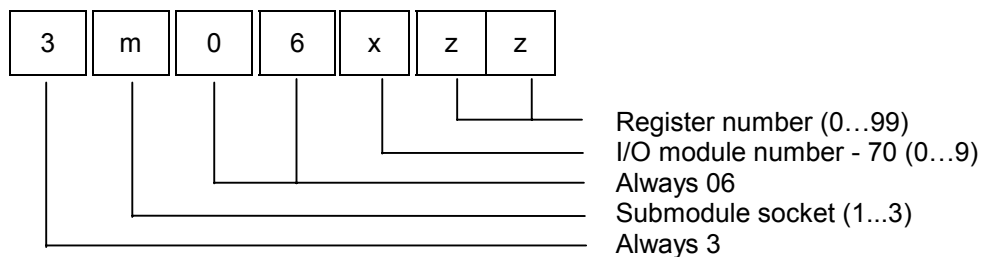 3 m 0 6 x z z
Register number (0…99)
I/O module number - 70 (0…9)
Always 06
Submodule socket (1...3)
Always 3